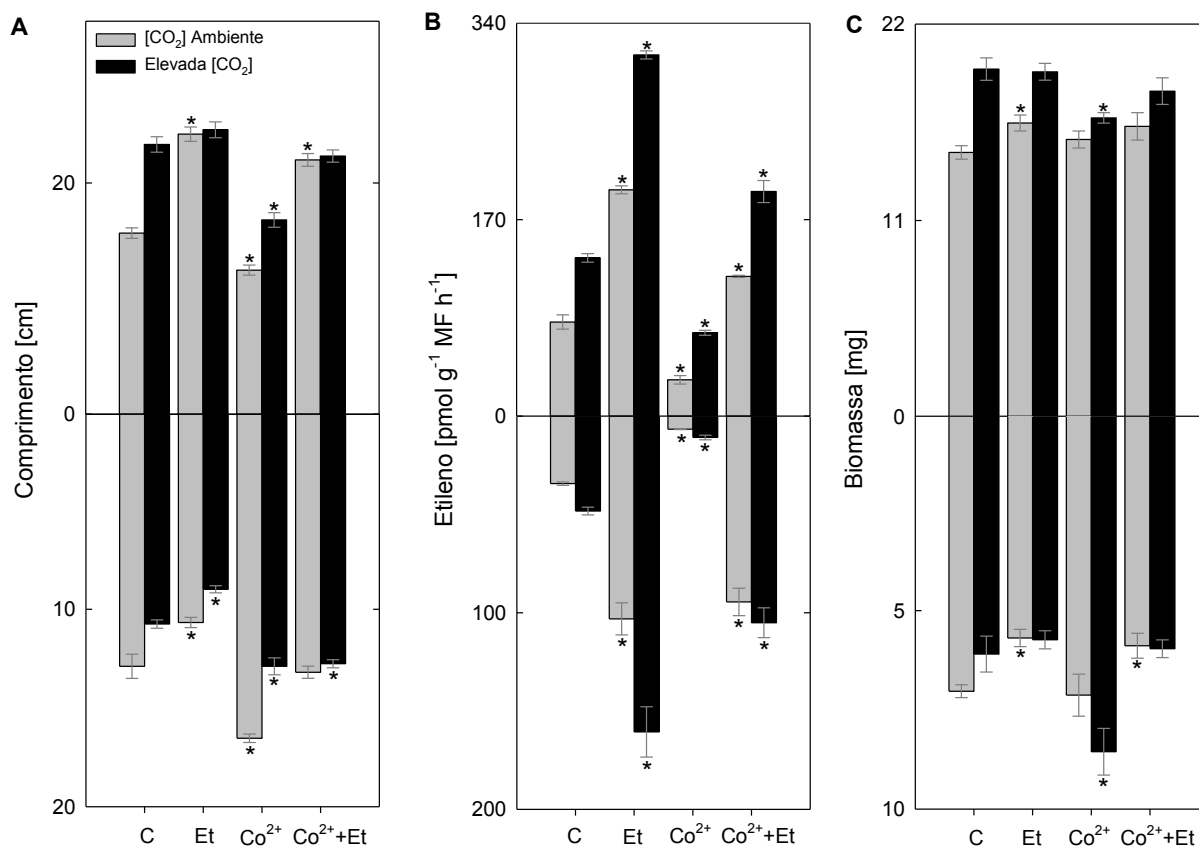 A
[CO₂] Ambiente
Elevada [CO₂]
20
0
10
20
Comprimento [cm]
* * * * *
* * * * *
C Et Co²⁺ Co²⁺+Et
B
340
170
0
100
200
Etileno [pmol g⁻¹ MF h⁻¹]
* * * * * *
* * * * * *
C Et Co²⁺ Co²⁺+Et
C
22
11
0
5
10
Biomassa [mg]
* *
* * *
C Et Co²⁺ Co²⁺+Et